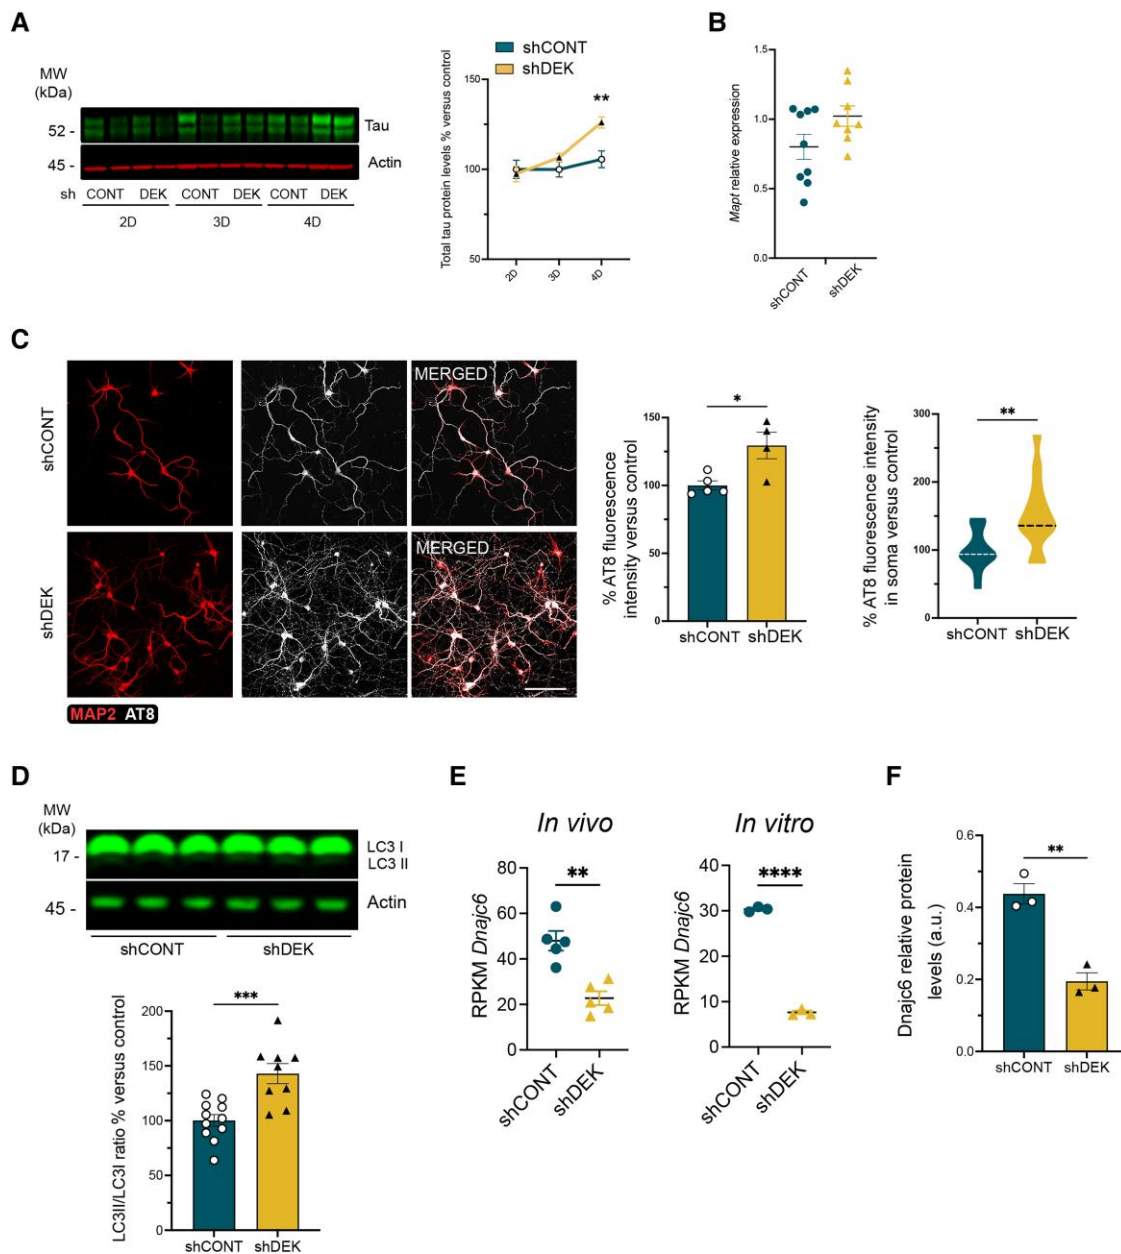 A
MW
(kDa)
52 -
45 -
Tau
Actin
sh CONT DEK CONT DEK CONT DEK
2D 3D 4D
shCONT
shDEK
Total tau protein levels % versus control
150
100
50
**
2D 3D 4D
B
Mapt relative expression
1.5
1.0
0.5
0.0
shCONT shDEK
C
shCONT
MERGED
shDEK
MERGED
MAP2 AT8
% AT8 fluorescence
intensity versus control
150
100
50
0
*
shCONT shDEK
% AT8 fluorescence intensity
in soma versus control
300
200
100
0
**
shCONT shDEK
D
MW
(kDa)
17 -
45 -
LC3 I
LC3 II
Actin
shCONT shDEK
LC3II/LC3I ratio % versus control
200
150
100
50
0
***
shCONT shDEK
E
In vivo
RPKM Dnajc6
80
60
40
20
0
**
shCONT shDEK
In vitro
RPKM Dnajc6
40
30
20
10
0
****
shCONT shDEK
F
Dnajc6 relative protein
levels (a.u.)
0.6
0.4
0.2
0.0
**
shCONT shDEK